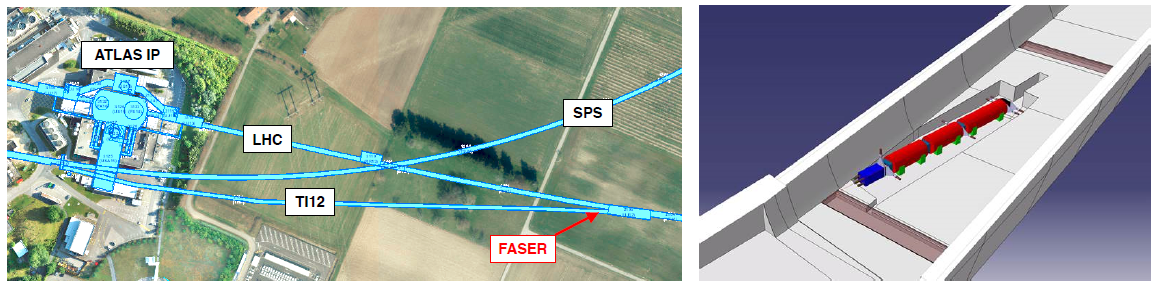 ATLAS IP
SPS
LHC
TI12
FASER